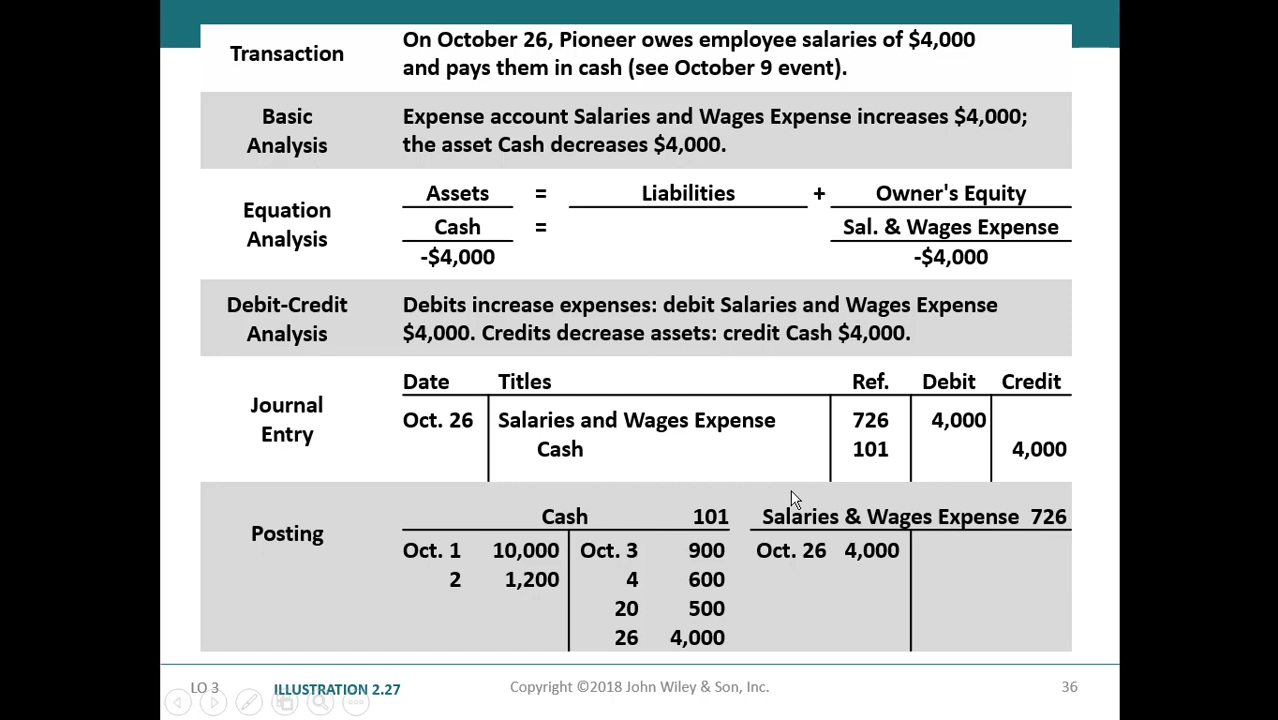 Transaction
On October 26, Pioneer owes employee salaries of $4,000
and pays them in cash (see October 9 event).
Basic
Analysis
Expense account Salaries and Wages Expense increases $4,000;
the asset Cash decreases $4,000.
Equation
Analysis
Assets = Liabilities + Owner's Equity
Cash = Sal. & Wages Expense
-$4,000 -$4,000
Debit-Credit
Analysis
Debits increase expenses: debit Salaries and Wages Expense
$4,000. Credits decrease assets: credit Cash $4,000.
Journal
Entry
Date Titles Ref. Debit Credit
Oct. 26 Salaries and Wages Expense 726 4,000
Cash 101 4,000
Posting
Cash 101 Salaries & Wages Expense 726
Oct. 1 10,000 Oct. 3 900 Oct. 26 4,000
2 1,200 4 600
20 500
26 4,000
LO 3 ILLUSTRATION 2.27 Copyright ©2018 John Wiley & Son, Inc. 36